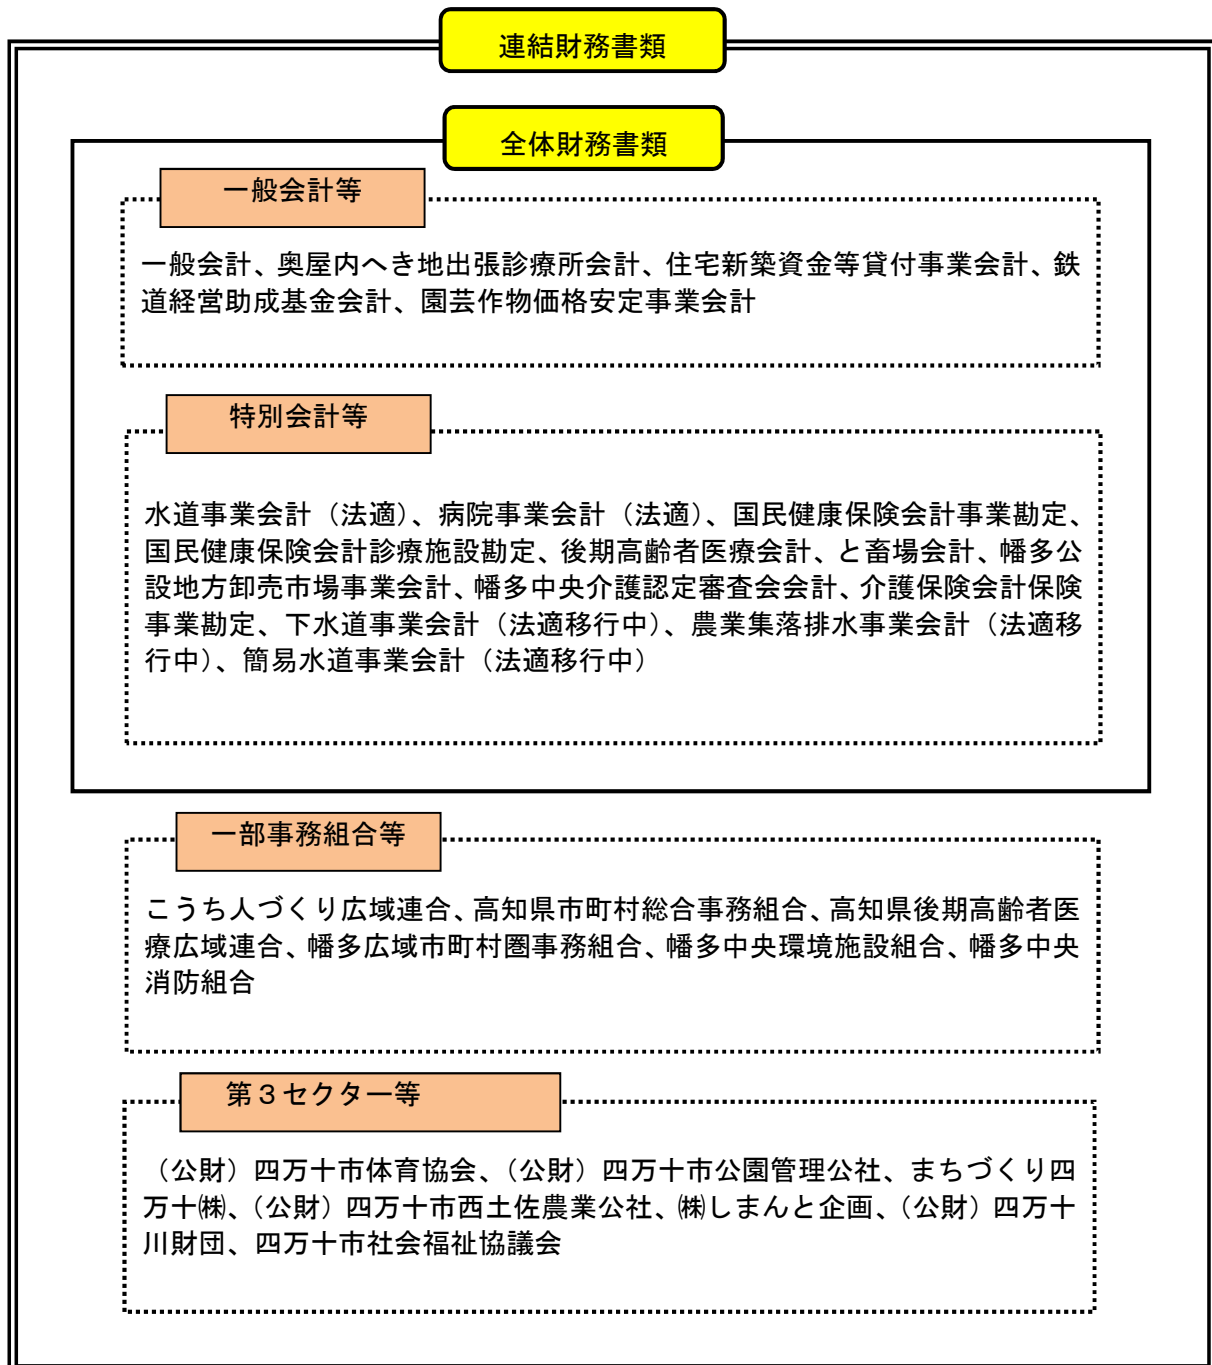 連結財務書類
全体財務書類
一般会計等
一般会計、奥屋内へき地出張診療所会計、住宅新築資金等貸付事業会計、鉄
道経営助成基金会計、園芸作物価格安定事業会計
特別会計等
水道事業会計（法適）、病院事業会計（法適）、国民健康保険会計事業勘定、
国民健康保険会計診療施設勘定、後期高齢者医療会計、と畜場会計、幡多公
設地方卸売市場事業会計、幡多中央介護認定審査会会計、介護保険会計保険
事業勘定、下水道事業会計（法適移行中）、農業集落排水事業会計（法適移
行中）、簡易水道事業会計（法適移行中）
一部事務組合等
こうち人づくり広域連合、高知県市町村総合事務組合、高知県後期高齢者医
療広域連合、幡多広域市町村圏事務組合、幡多中央環境施設組合、幡多中央
消防組合
第３セクター等
（公財）四万十市体育協会、（公財）四万十市公園管理公社、まちづくり四
万十㈱、（公財）四万十市西土佐農業公社、㈱しまんと企画、（公財）四万十
川財団、四万十市社会福祉協議会